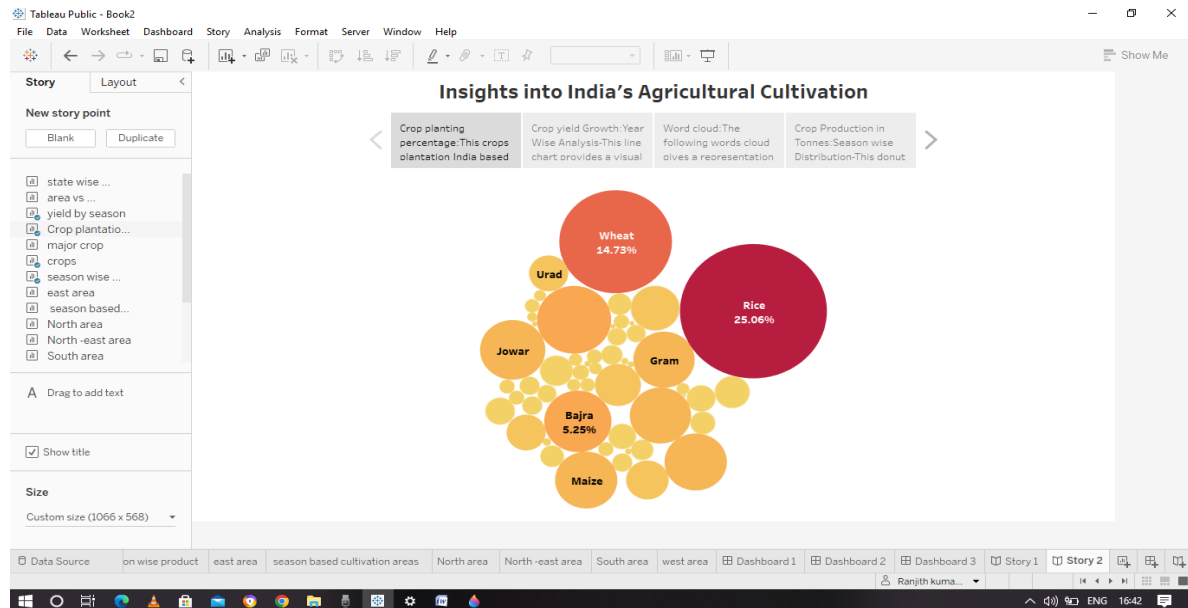 Tableau Public - Book2
File Data Worksheet Dashboard Story Analysis Format Server Window Help
Show Me
Story Layout
New story point
Blank Duplicate
state wise ...
area vs ...
yield by season
Crop plantatio...
major crop
crops
season wise ...
east area
season based...
North area
North -east area
South area
A Drag to add text
Show title
Size
Custom size (1066 x 568)
Insights into India's Agricultural Cultivation
Crop planting
percentage:This crops
plantation India based
Crop yield Growth:Year
Wise Analysis-This line
chart provides a visual
Word cloud:The
following words cloud
gives a representation
Crop Production in
Tonnes:Season wise
Distribution-This donut
Wheat
14.73%
Urad
Rice
25.06%
Jowar
Gram
Bajra
5.25%
Maize
Data Source on wise product east area season based cultivation areas North area North -east area South area west area Dashboard 1 Dashboard 2 Dashboard 3 Story 1 Story 2
Ranjith kuma...
ENG 16:42